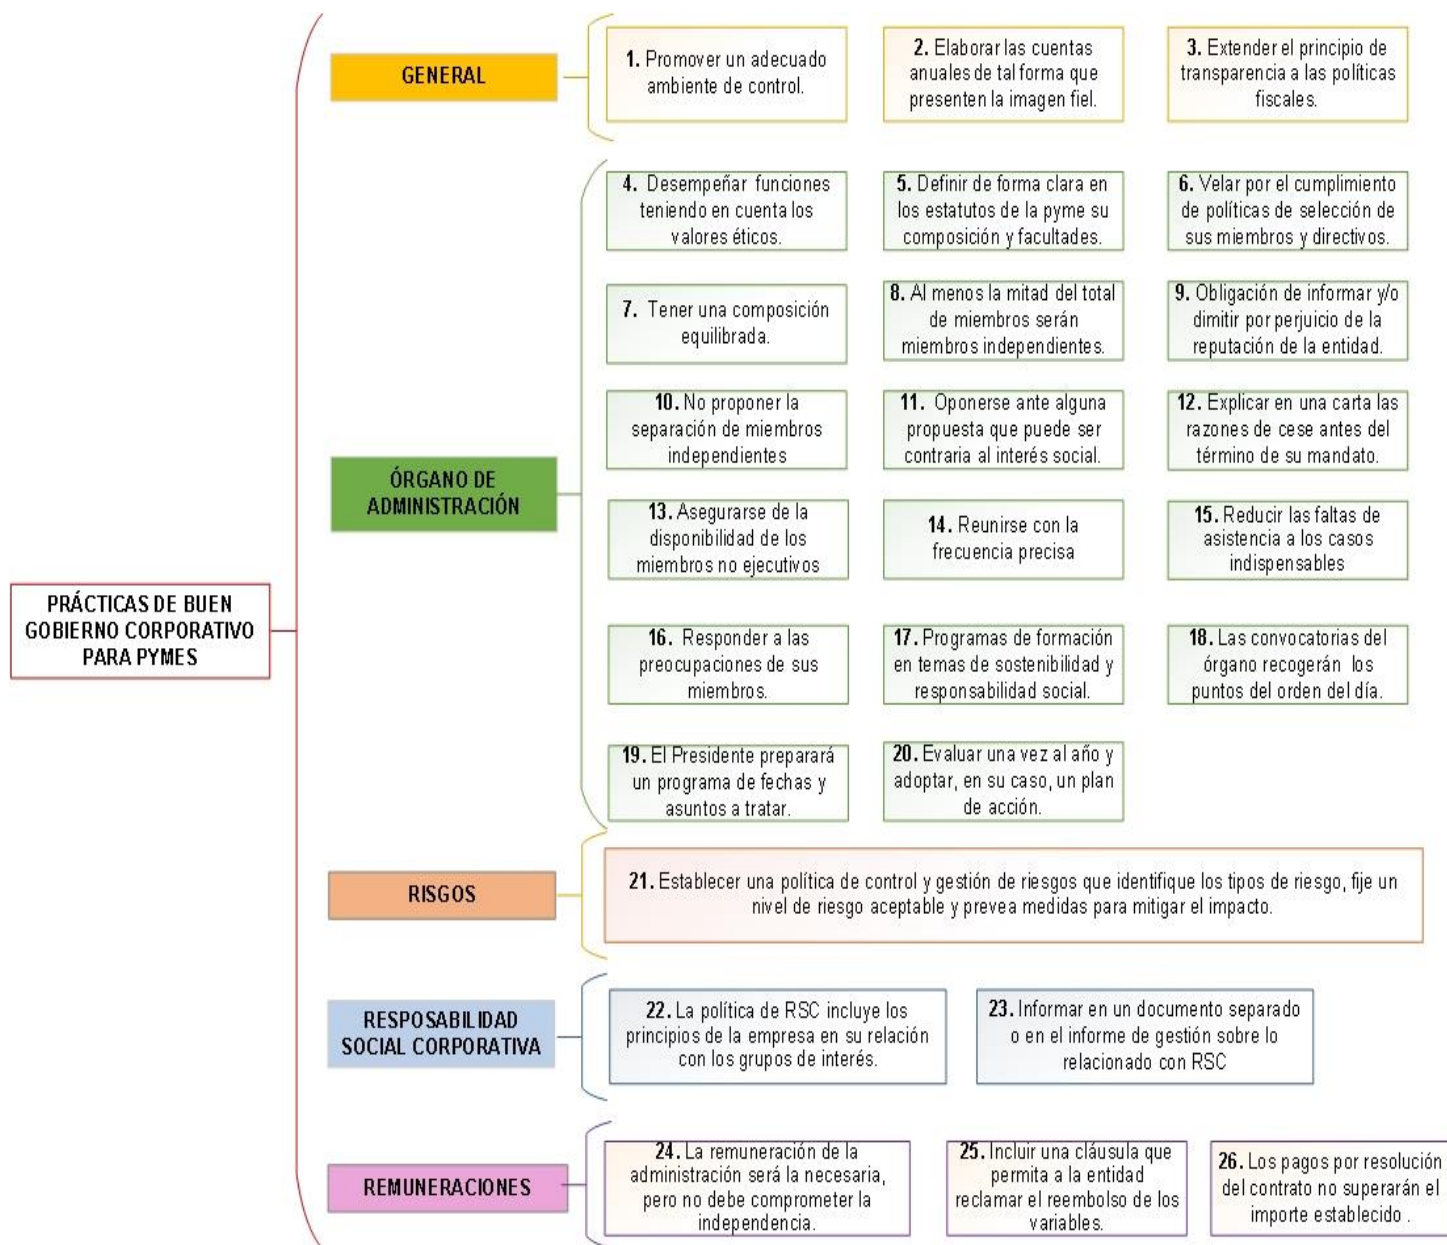 GENERAL
1. Promover un adecuado
ambiente de control.
2. Elaborar las cuentas
anuales de tal forma que
presenten la imagen fiel.
3. Extender el principio de
transparencia a las políticas
fiscales.
4. Desempeñar funciones
teniendo en cuenta los
valores éticos.
5. Definir de forma clara en
los estatutos de la pyme su
composición y facultades.
6. Velar por el cumplimiento
de políticas de selección de
sus miembros y directivos.
7. Tener una composición
equilibrada.
8. Al menos la mitad del total
de miembros serán
miembros independientes.
9. Obligación de informar y/o
dimitir por perjuicio de la
reputación de la entidad.
ÓRGANO DE
ADMINISTRACIÓN
10. No proponer la
separación de miembros
independientes
11. Oponerse ante alguna
propuesta que puede ser
contraria al interés social.
12. Explicar en una carta las
razones de cese antes del
término de su mandato.
13. Asegurarse de la
disponibilidad de los
miembros no ejecutivos
14. Reunirse con la
frecuencia precisa
15. Reducir las faltas de
asistencia a los casos
indispensables
PRÁCTICAS DE BUEN
GOBIERNO CORPORATIVO
PARA PYMES
16. Responder a las
preocupaciones de sus
miembros.
17. Programas de formación
en temas de sostenibilidad y
responsabilidad social.
18. Las convocatorias del
órgano recogerán los
puntos del orden del día.
19. El Presidente preparará
un programa de fechas y
asuntos a tratar.
20. Evaluar una vez al año y
adoptar, en su caso, un plan
de acción.
RISGOS
21. Establecer una política de control y gestión de riesgos que identifique los tipos de riesgo, fije un
nivel de riesgo aceptable y prevea medidas para mitigar el impacto.
RESPOSABILIDAD
SOCIAL CORPORATIVA
22. La política de RSC incluye los
principios de la empresa en su relación
con los grupos de interés.
23. Informar en un documento separado
o en el informe de gestión sobre lo
relacionado con RSC
REMUNERACIONES
24. La remuneración de la
administración será la necesaria,
pero no debe comprometer la
independencia.
25. Incluir una cláusula que
permita a la entidad
reclamar el reembolso de los
variables.
26. Los pagos por resolución
del contrato no superarán el
importe establecido .